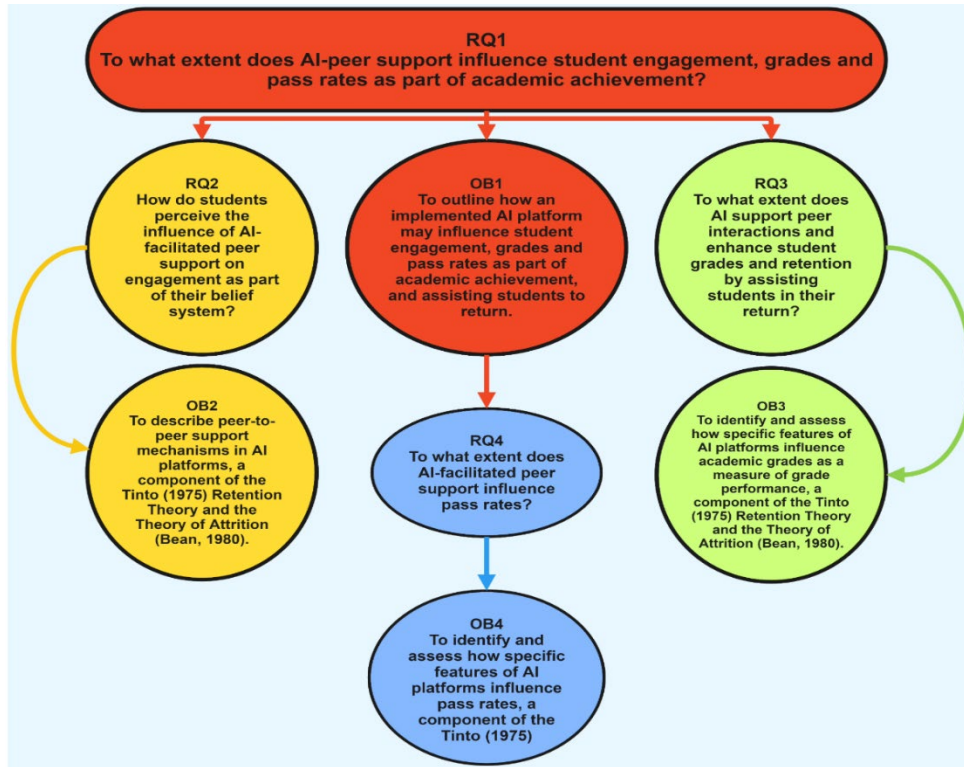 RQ1
To what extent does AI-peer support influence student engagement, grades and
pass rates as part of academic achievement?
RQ2
How do students
perceive the
influence of AI-
facilitated peer
support on
engagement as part
of their belief
system?
OB1
To outline how an
implemented AI platform
may influence student
engagement, grades and
pass rates as part of
academic achievement,
and assisting students to
return.
RQ3
To what extent does
AI support peer
interactions and
enhance student
grades and retention
by assisting
students in their
return?
OB2
To describe peer-to-
peer support
mechanisms in AI
platforms, a
component of the
Tinto (1975) Retention
Theory and the
Theory of Attrition
(Bean, 1980).
RQ4
To what extent does
AI-facilitated peer
support influence
pass rates?
OB3
To identify and assess
how specific features of
AI platforms influence
academic grades as a
measure of grade
performance, a
component of the Tinto
(1975) Retention Theory
and the Theory of
Attrition (Bean, 1980).
OB4
To identify and
assess how specific
features of AI
platforms influence
pass rates, a
component of the
Tinto (1975)